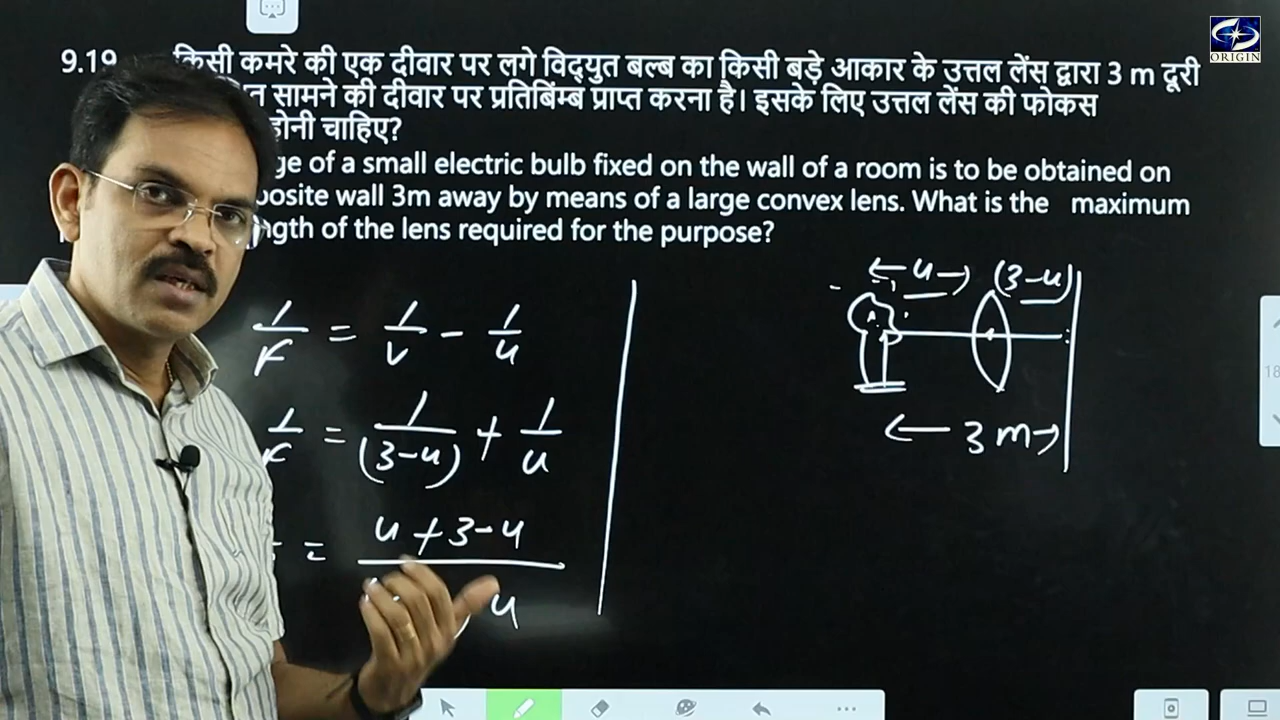 9.19 किसी कमरे की एक दीवार पर लगे विद्युत बल्ब का किसी बड़े आकार के उत्तल लेंस द्वारा 3 m दूरी
सामने की दीवार पर प्रतिबिंम्ब प्राप्त करना है। इसके लिए उत्तल लेंस की फोकस
होनी चाहिए?
of a small electric bulb fixed on the wall of a room is to be obtained on
wall 3m away by means of a large convex lens. What is the maximum
of the lens required for the purpose?
ORIGIN
← u → (3-u)
1/F = 1/v - 1/u
1/F = 1/(3-u) + 1/u
= u + 3 - u
u
← 3 m →
18